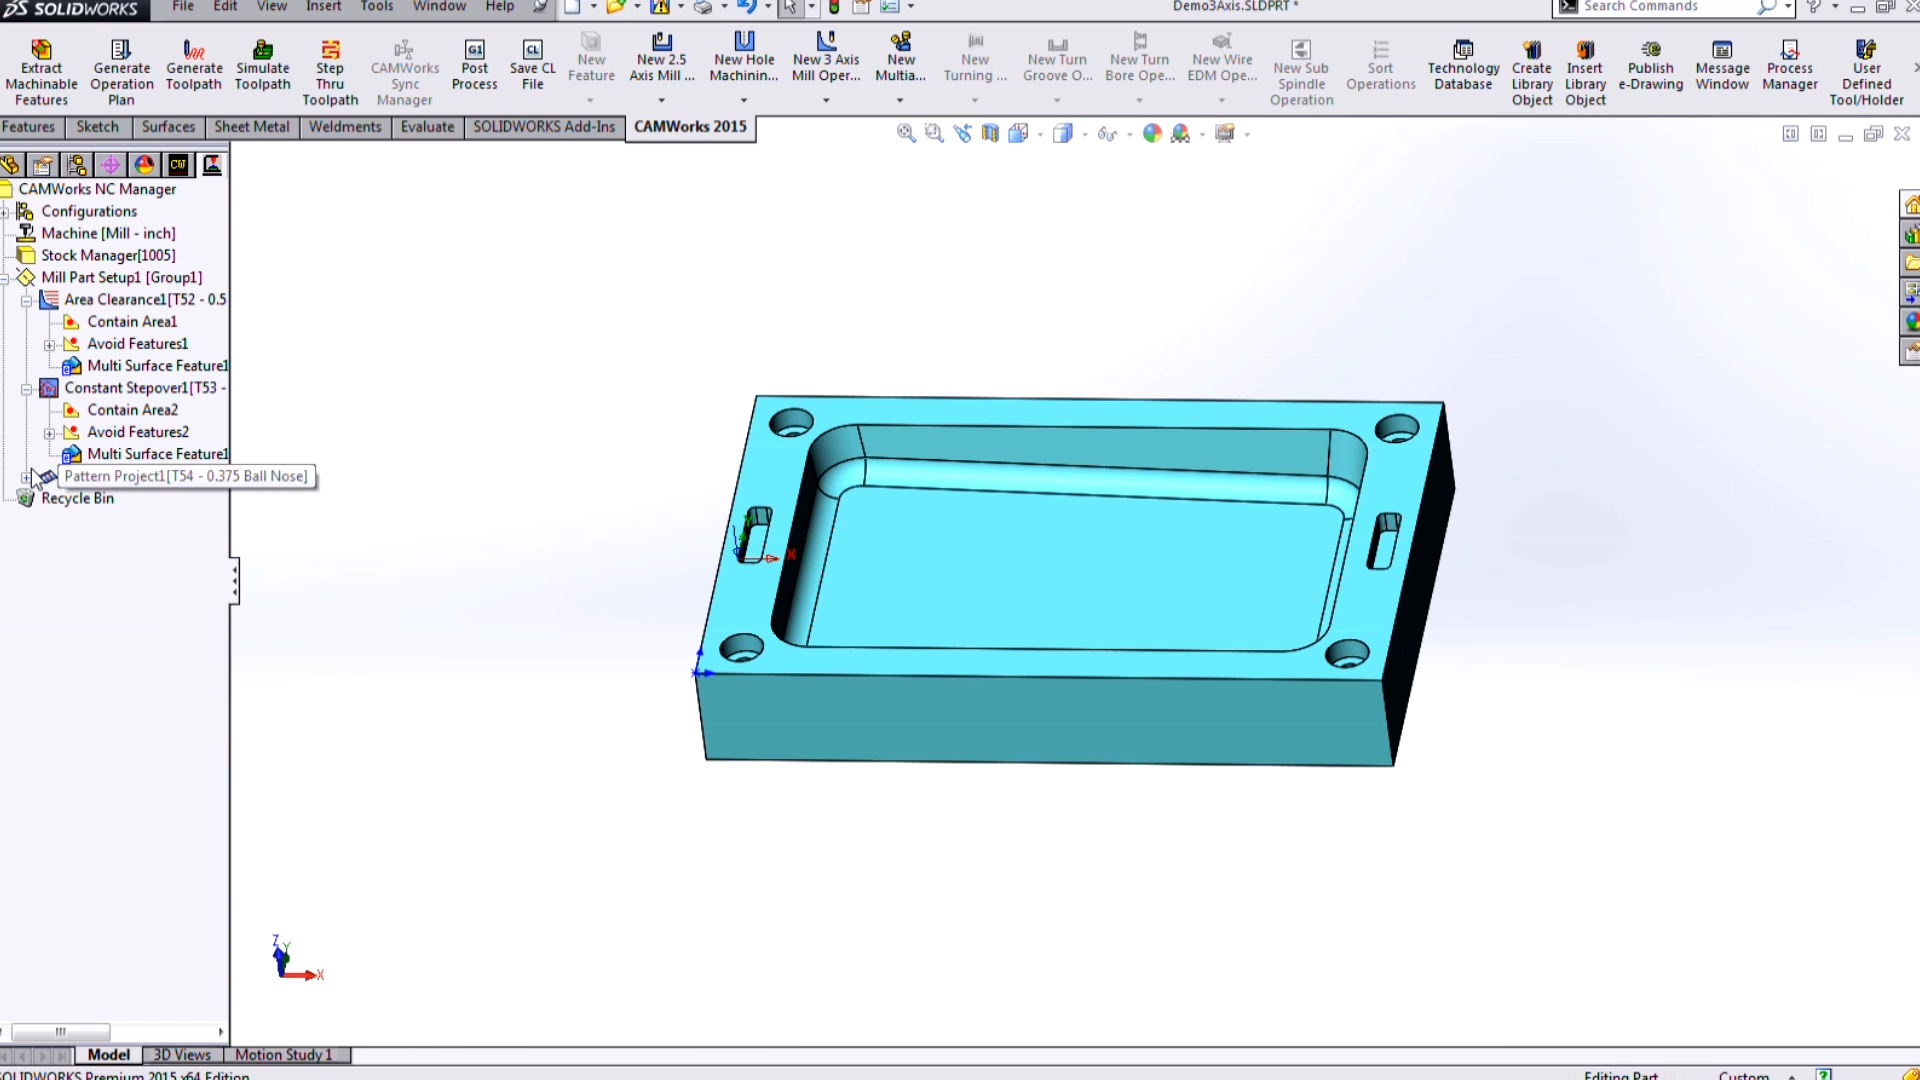 SOLIDWORKS
File Edit View Insert Tools Window Help
Demo3Axis.SLDPRT *
Search Commands
Extract Machinable Features
Generate Operation Plan
Generate Toolpath
Simulate Toolpath
Step Thru Toolpath
CAMWorks Sync Manager
G1
Post Process
CL
Save CL File
New Feature
New 2.5 Axis Mill ...
New Hole Machinin...
New 3 Axis Mill Oper...
New Multia...
New Turning ...
New Turn Groove O...
New Turn Bore Ope...
New Wire EDM Ope...
New Sub Spindle Operation
Sort Operations
Technology Database
Create Library Object
Insert Library Object
Publish e-Drawing
Message Window
Process Manager
User Defined Tool/Holder
Features Sketch Surfaces Sheet Metal Weldments Evaluate SOLIDWORKS Add-Ins CAMWorks 2015
CW
CAMWorks NC Manager
Configurations
Machine [Mill - inch]
Stock Manager[1005]
Mill Part Setup1 [Group1]
Area Clearance1[T52 - 0.5
Contain Area1
Avoid Features1
Multi Surface Feature1
Constant Stepover1[T53 -
Contain Area2
Avoid Features2
Multi Surface Feature1
Pattern Project1[T54 - 0.375 Ball Nose]
Recycle Bin
X
Z
Y
X
Model 3D Views Motion Study 1
SOLIDWORKS Premium 2015 x64 Edition
Editing Part
Custom